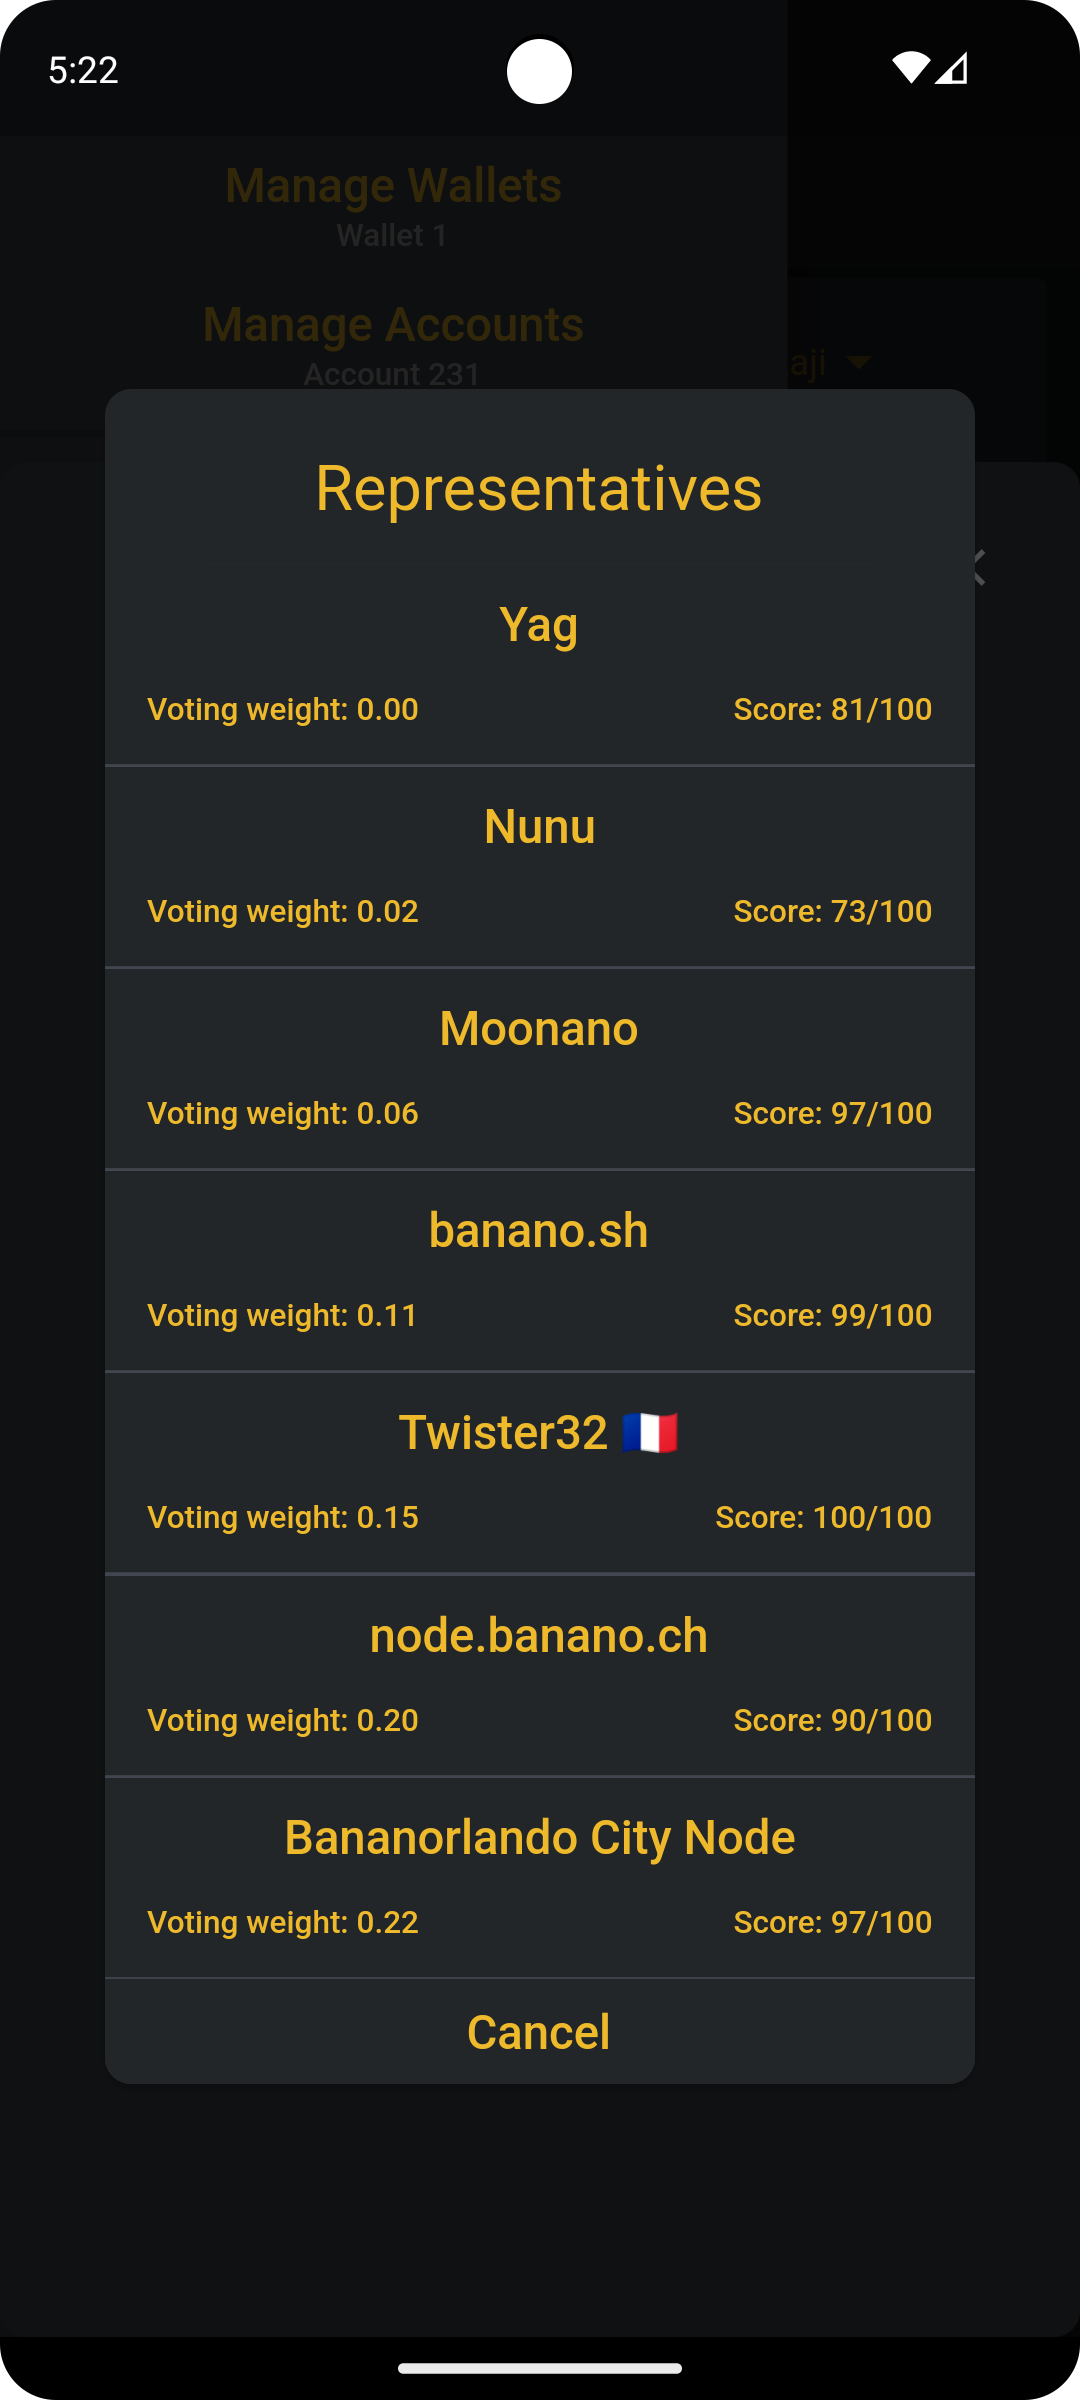 5:22
Manage Wallets
Wallet 1
Manage Accounts
Account 231
aji
Representatives
Yag
Voting weight: 0.00 Score: 81/100
Nunu
Voting weight: 0.02 Score: 73/100
Moonano
Voting weight: 0.06 Score: 97/100
banano.sh
Voting weight: 0.11 Score: 99/100
Twister32 🇫🇷
Voting weight: 0.15 Score: 100/100
node.banano.ch
Voting weight: 0.20 Score: 90/100
Bananorlando City Node
Voting weight: 0.22 Score: 97/100
Cancel